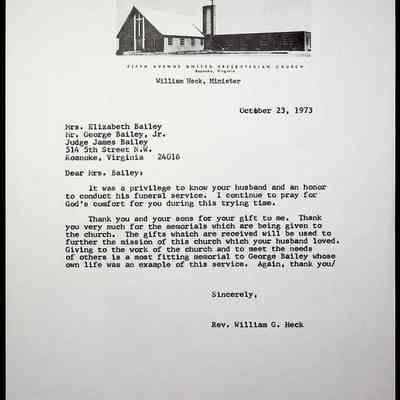 FIFTH AVENUE UNITED PRESBYTERIAN CHURCH
Roanoke, Virginia
William Heck, Minister
October 23, 1973
Mrs. Elizabeth Bailey
Mr. George Bailey, Jr.
Judge James Bailey
514 5th Street N.W.
Roanoke, Virginia 24016
Dear Mrs. Bailey:
It was a privilege to know your husband and an honor
to conduct his funeral service. I continue to pray for
God's comfort for you during this trying time.
Thank you and your sons for your gift to me. Thank
you very much for the memorials which are being given to
the church. The gifts whaich are received will be used to
further the mission of this church which your husband loved.
Giving to the work of the church and to meet the needs
of others is a most fitting memorial to George Bailey whose
own life was an example of this service. Again, thank you/
Sincerely,
Rev. William G. Heck